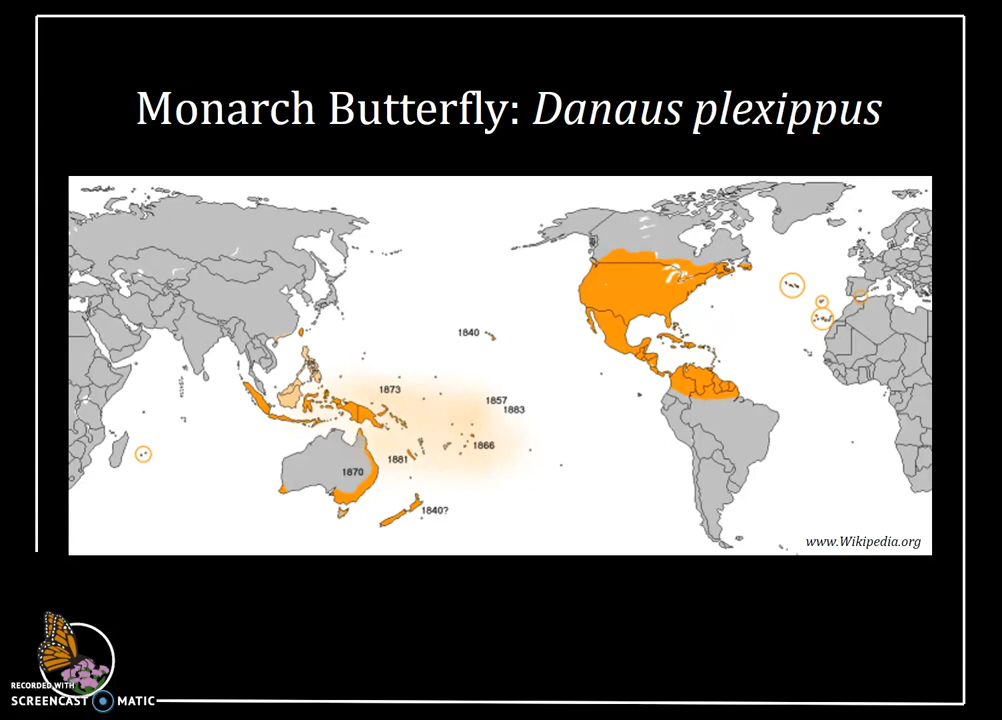 Monarch Butterfly: Danaus plexippus
1840
1873
1857
1883
1866
1881
1870
1840?
www.Wikipedia.org
RECORDED WITH
SCREENCAST MATIC